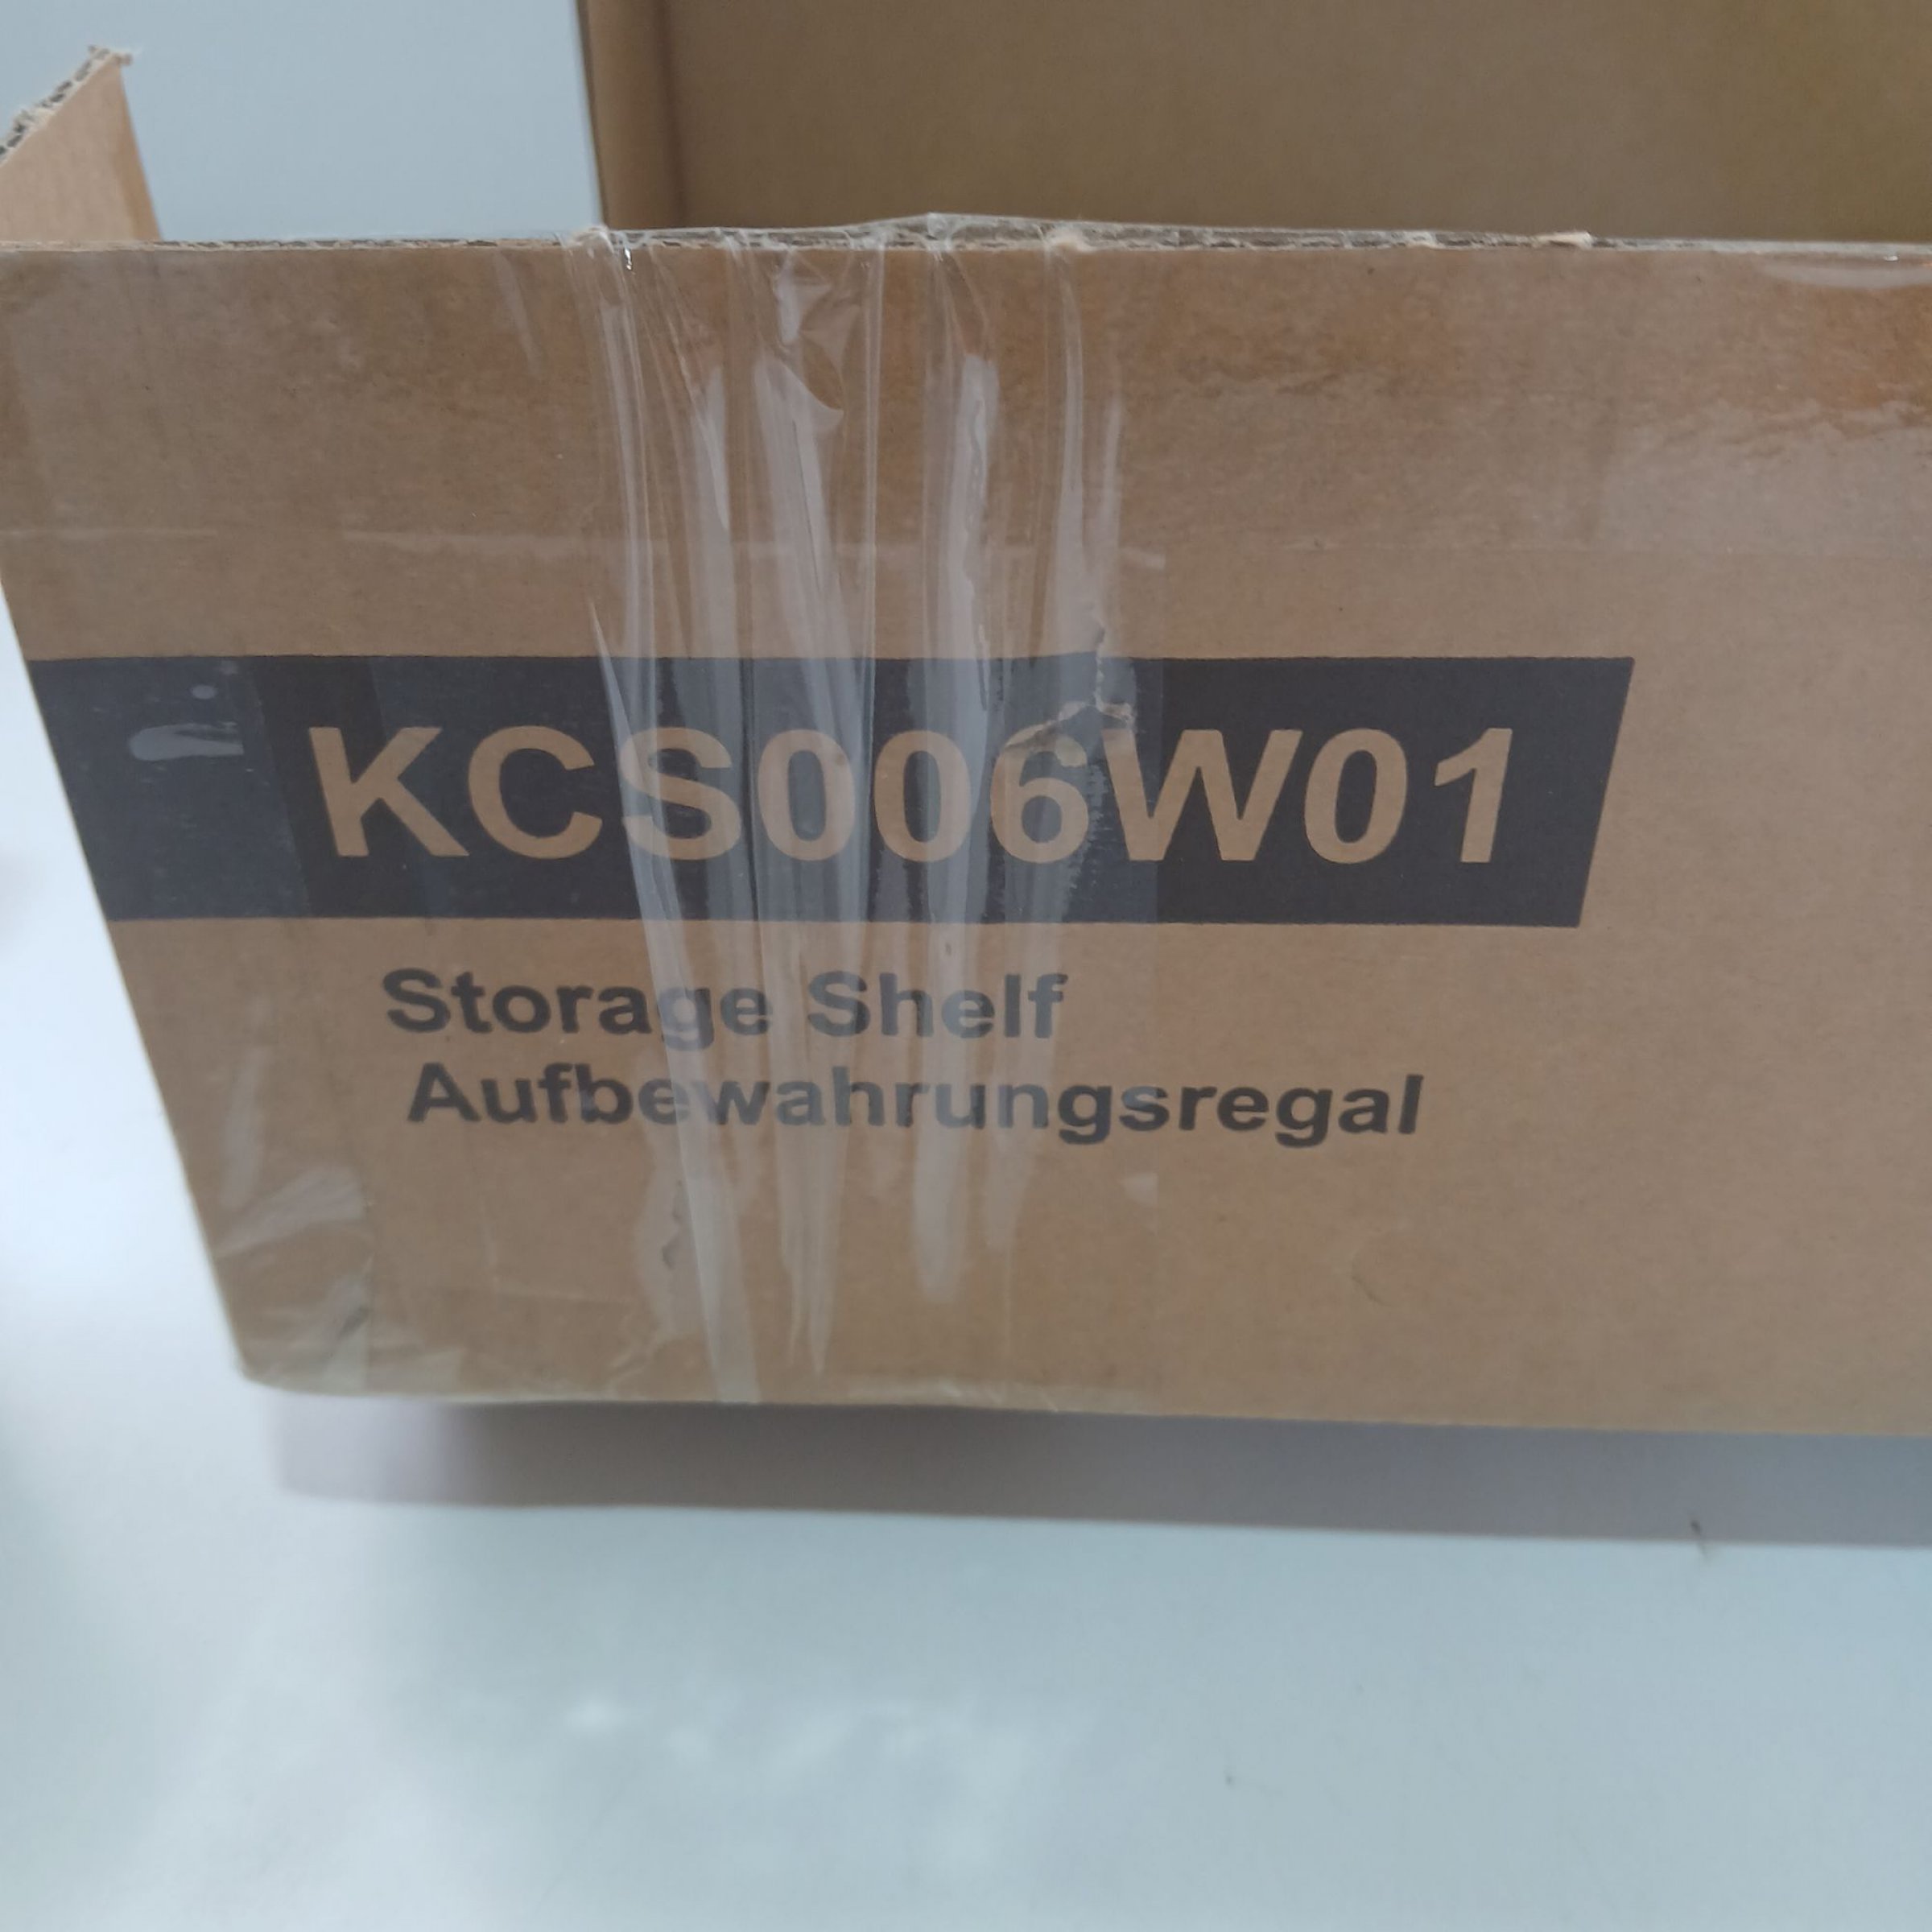 KCS006W01
Storage Shelf
Aufbewahrungsregal